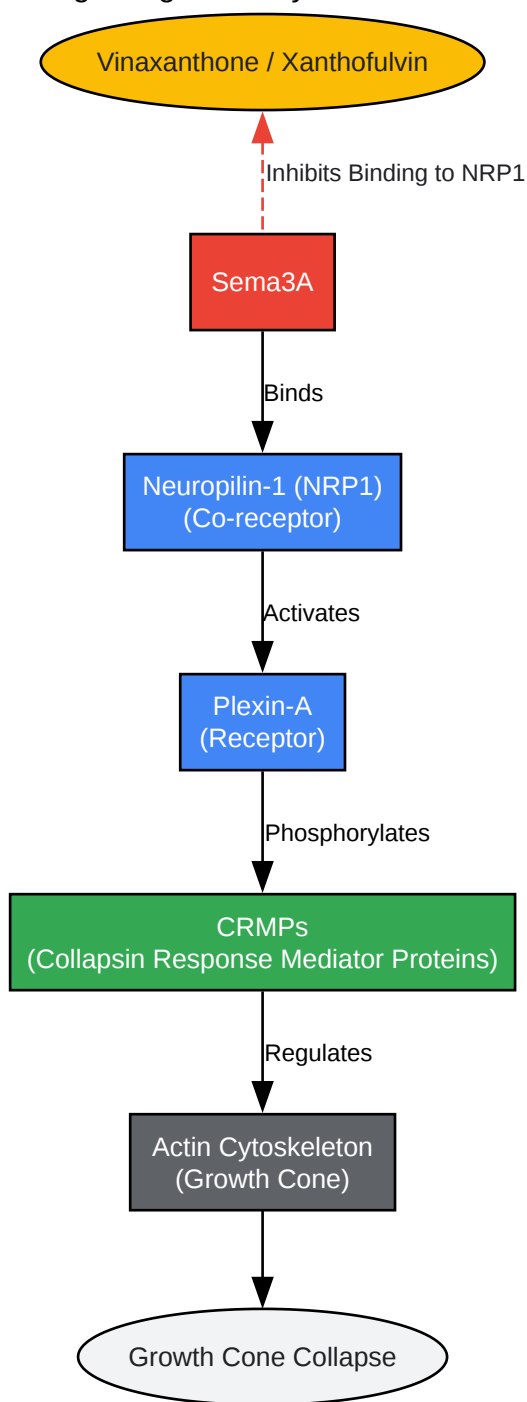 Vinaxanthone / Xanthofulvin
Inhibits Binding to NRP1
Sema3A
Binds
Neuropilin-1 (NRP1)
(Co-receptor)
Activates
Plexin-A
(Receptor)
Phosphorylates
CRMPs
(Collapsin Response Mediator Proteins)
Regulates
Actin Cytoskeleton
(Growth Cone)
Growth Cone Collapse